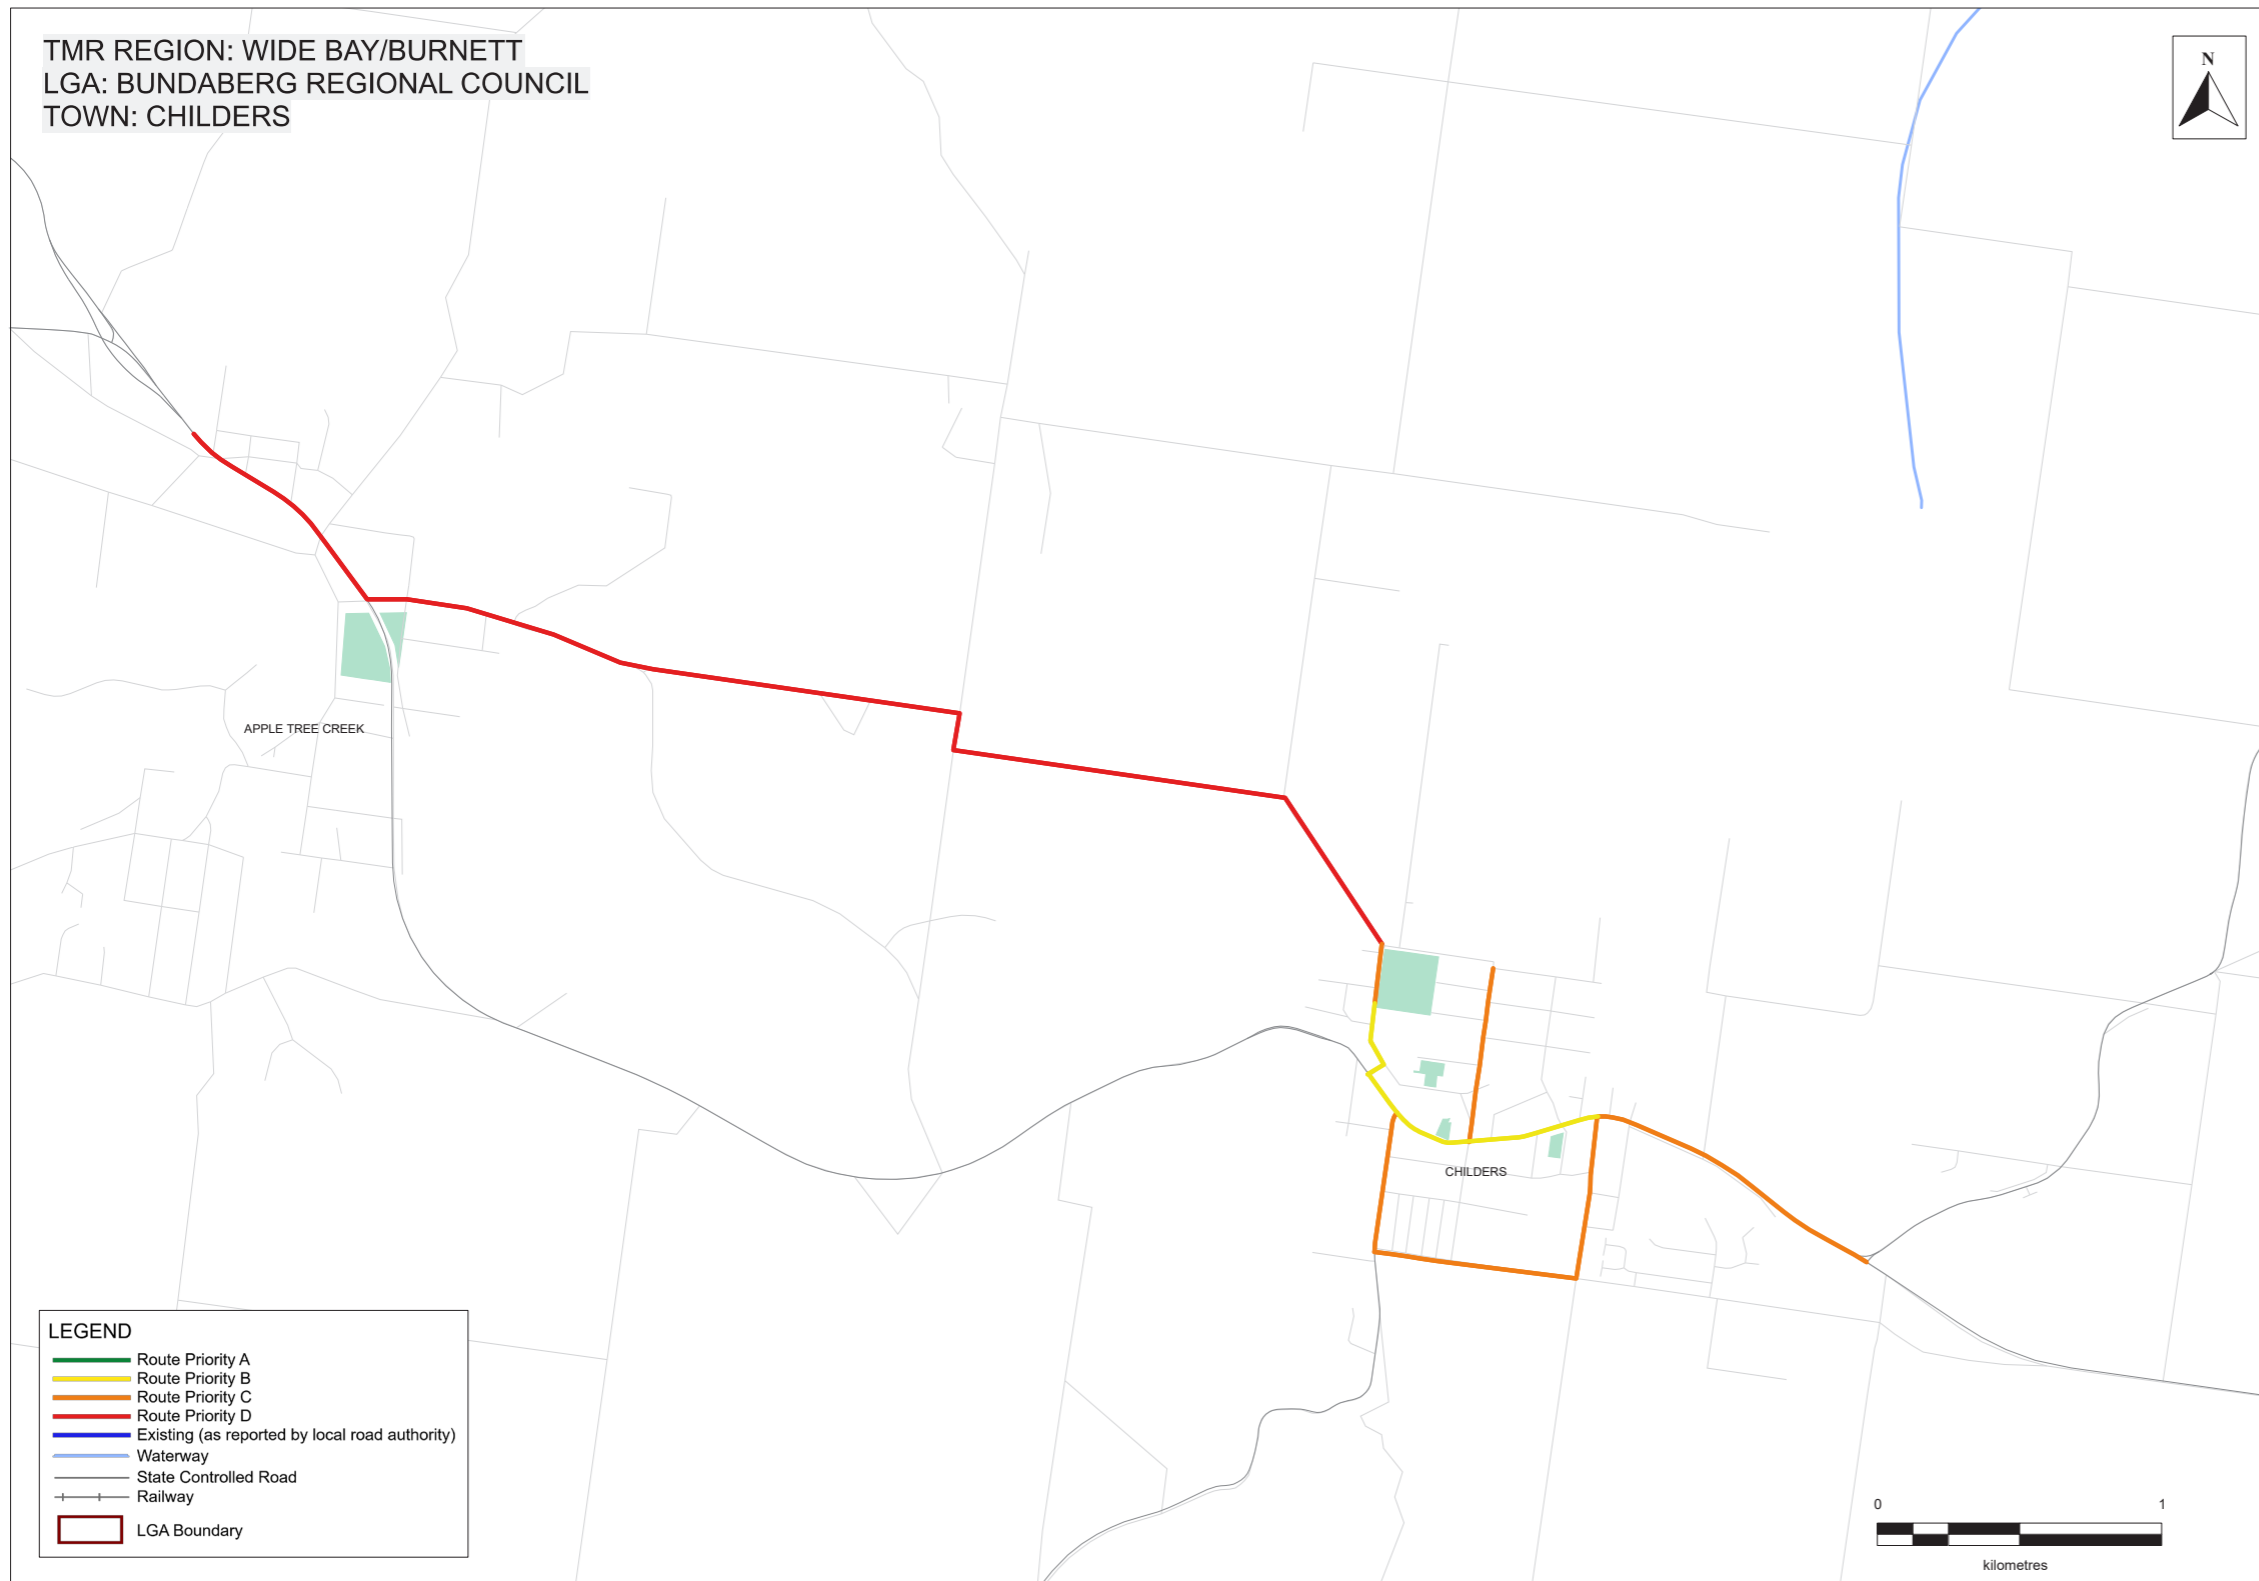 TMR REGION: WIDE BAY/BURNETT
LGA: BUNDABERG REGIONAL COUNCIL
TOWN: CHILDERS
N
APPLE TREE CREEK
CHILDERS
LEGEND
Route Priority A
Route Priority B
Route Priority C
Route Priority D
Existing (as reported by local road authority)
Waterway
State Controlled Road
Railway
LGA Boundary
0 1
kilometres